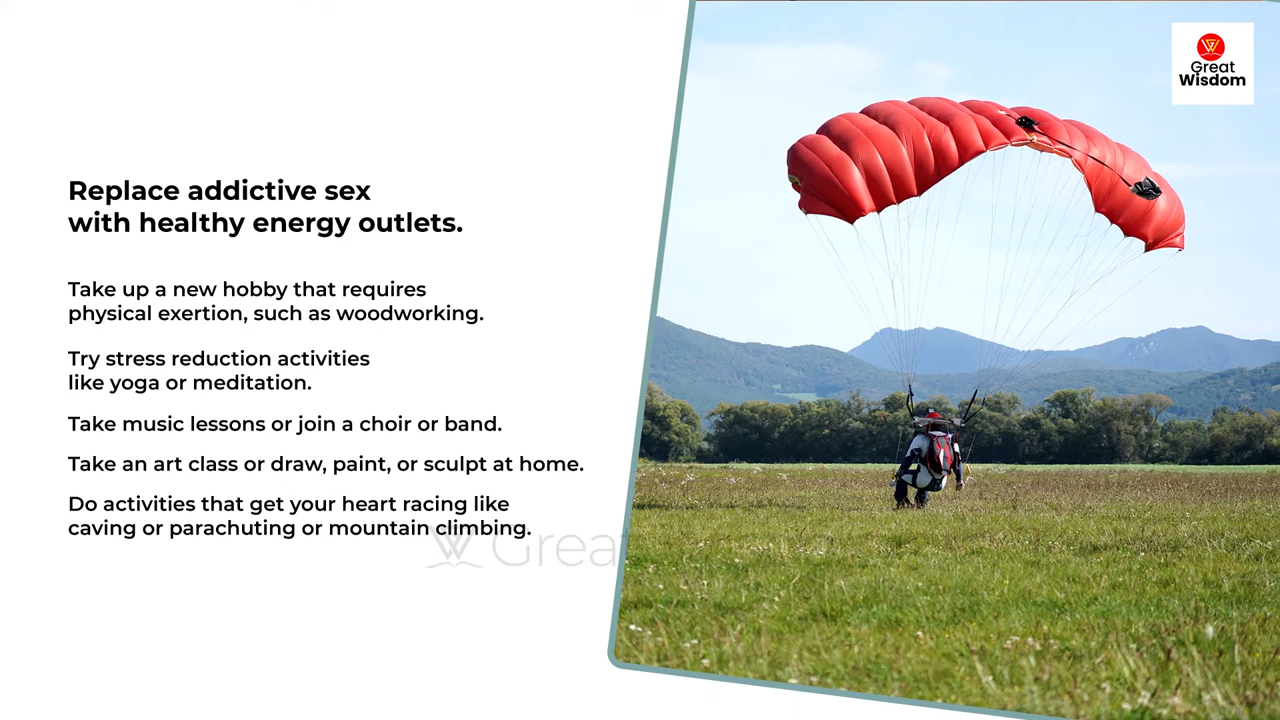 Replace addictive sex
with healthy energy outlets.
Take up a new hobby that requires
physical exertion, such as woodworking.
Try stress reduction activities
like yoga or meditation.
Take music lessons or join a choir or band.
Take an art class or draw, paint, or sculpt at home.
Do activities that get your heart racing like
caving or parachuting or mountain climbing.
Great
Wisdom